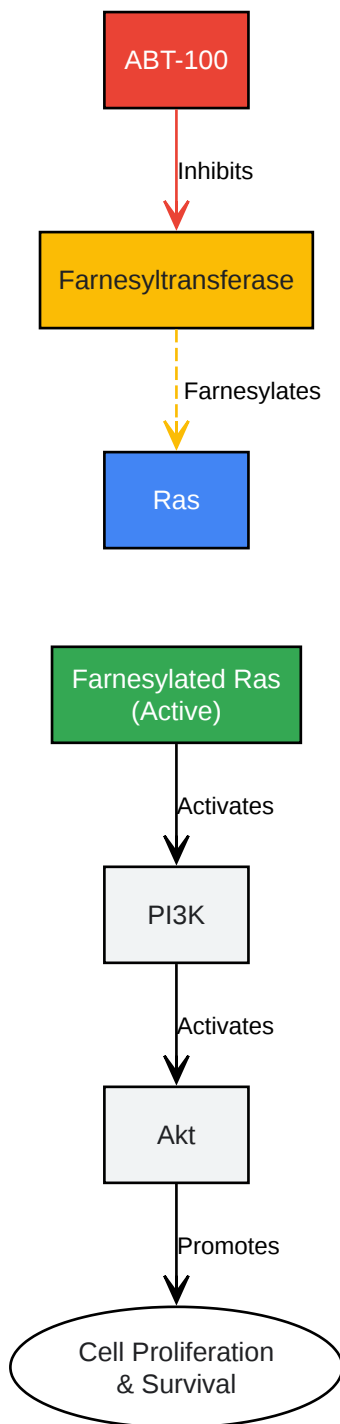 ABT-100
Inhibits
Farnesyltransferase
Farnesylates
Ras
Farnesylated Ras
(Active)
Activates
PI3K
Activates
Akt
Promotes
Cell Proliferation
& Survival